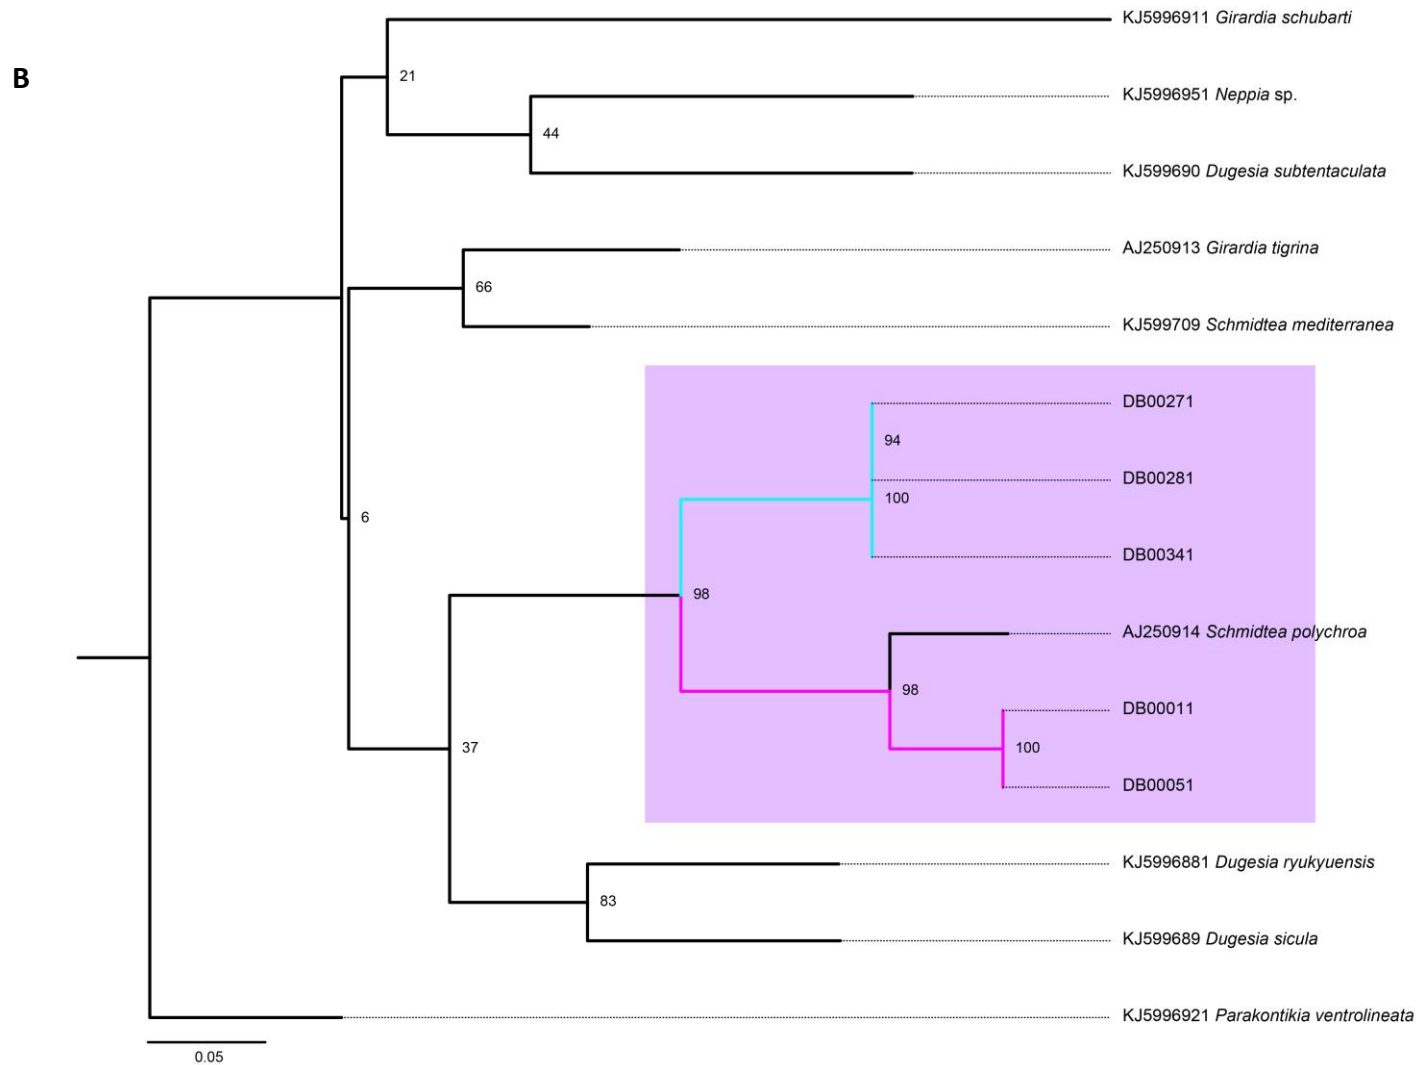 KJ5996911 Girardia schubarti
B
21
KJ5996951 Neppia sp.
44
KJ599690 Dugesia subtentaculata
AJ250913 Girardia tigrina
66
KJ599709 Schmidtea mediterranea
DB00271
94
DB00281
100
6
DB00341
98
AJ250914 Schmidtea polychroa
98
DB00011
37
100
DB00051
KJ5996881 Dugesia ryukyuensis
83
KJ599689 Dugesia sicula
KJ5996921 Parakontikia ventrolineata
0.05